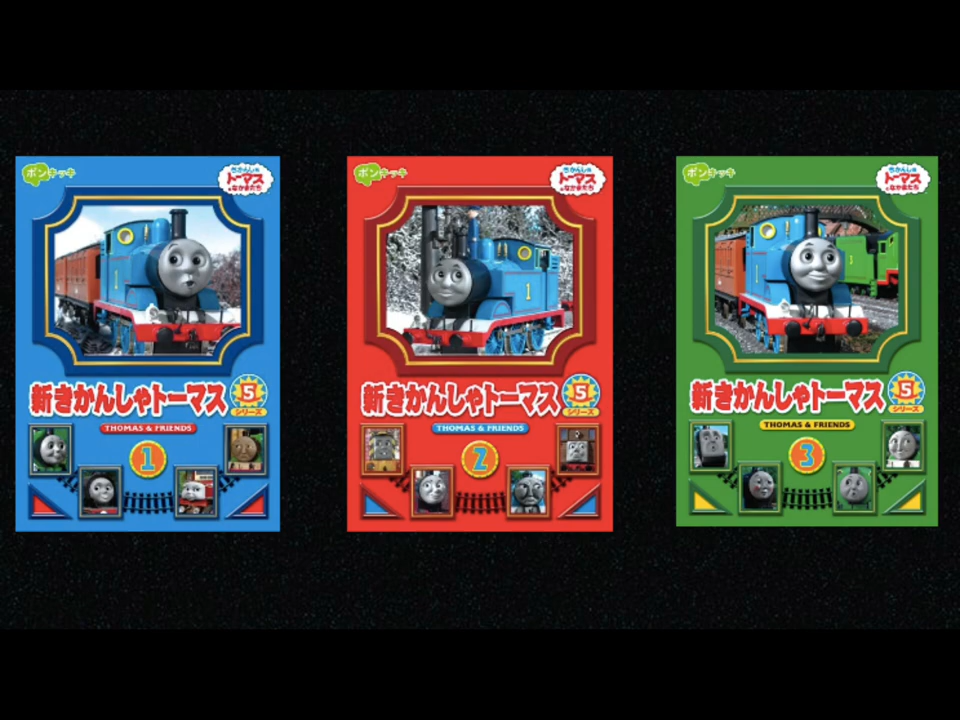 ポンキッキ
きかんしゃ
トーマス
となかまたち
新きかんしゃトーマス
5
シリーズ
THOMAS & FRIENDS
1
ポンキッキ
きかんしゃ
トーマス
となかまたち
新きかんしゃトーマス
5
シリーズ
THOMAS & FRIENDS
2
ポンキッキ
きかんしゃ
トーマス
となかまたち
新きかんしゃトーマス
5
シリーズ
THOMAS & FRIENDS
3